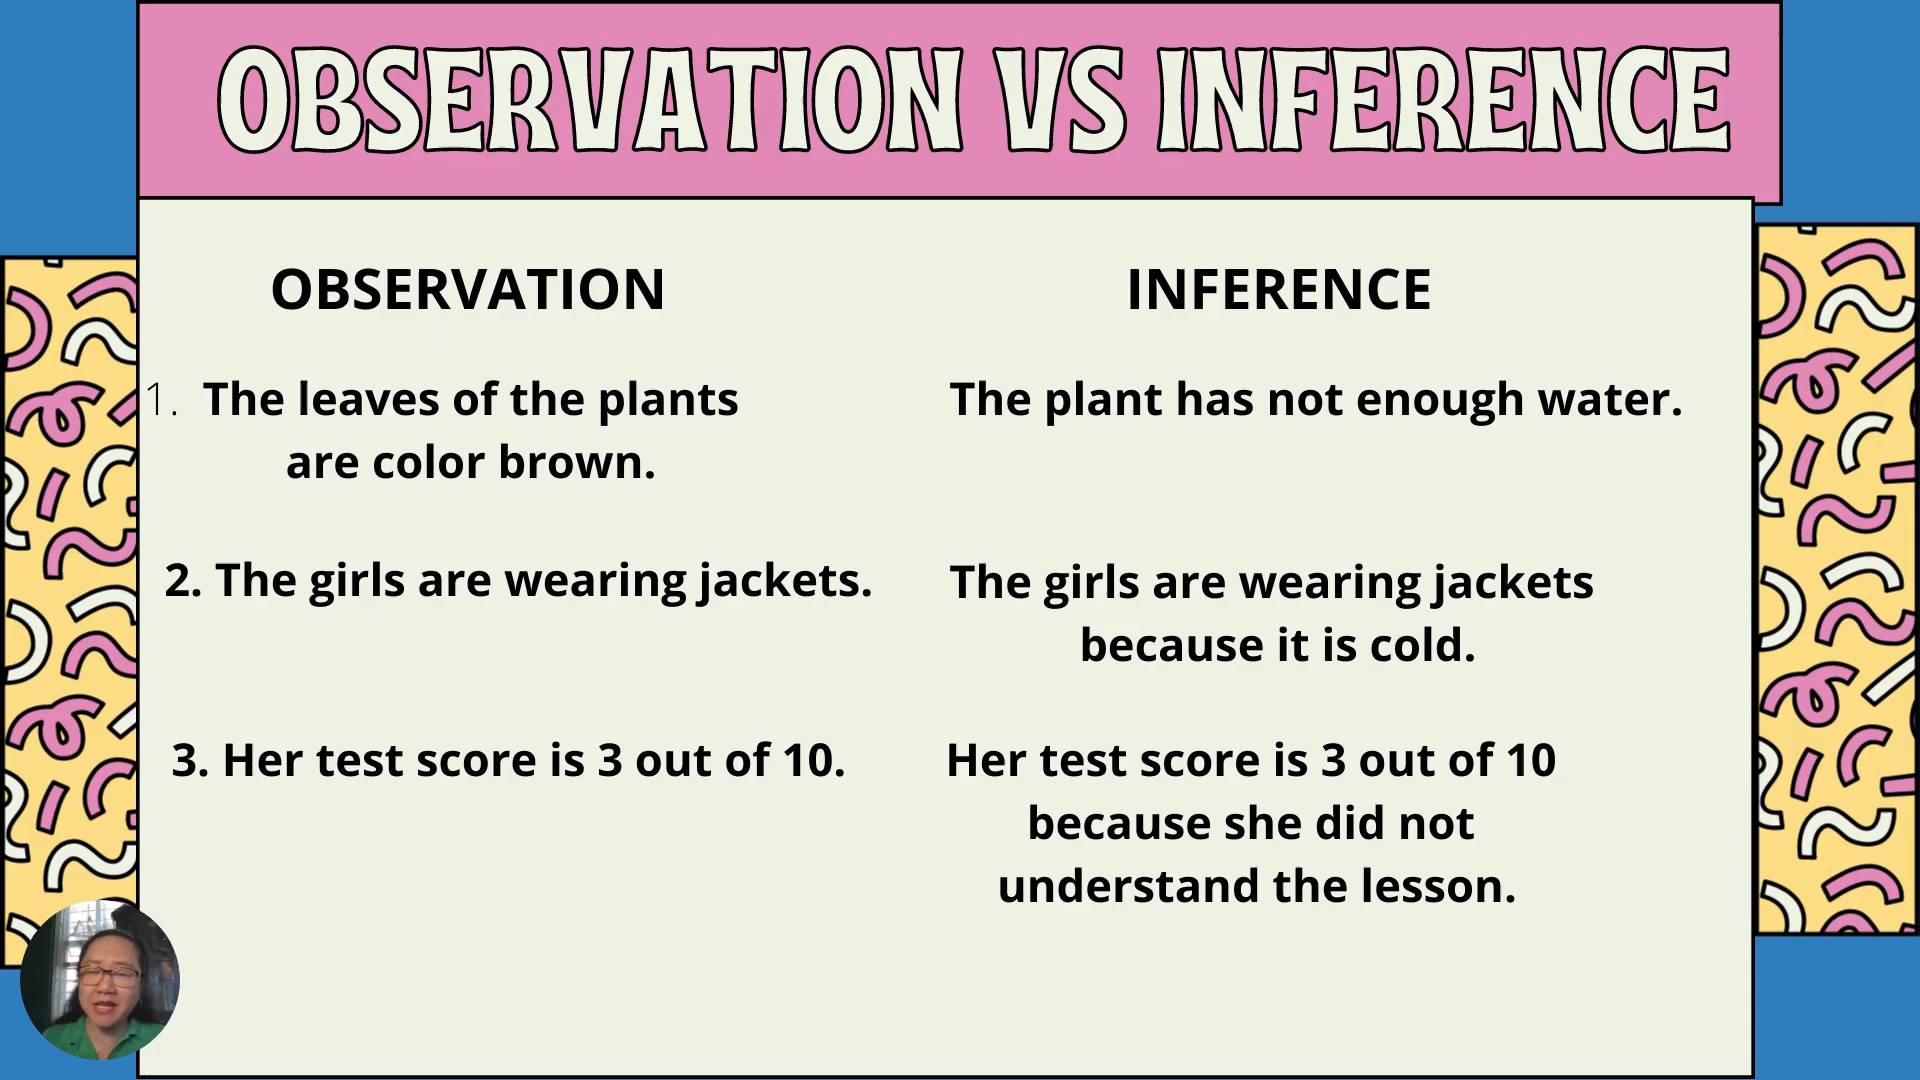 OBSERVATION VS INFERENCE
OBSERVATION
1. The leaves of the plants
are color brown.
2. The girls are wearing jackets.
3. Her test score is 3 out of 10.
INFERENCE
The plant has not enough water.
The girls are wearing jackets
because it is cold.
Her test score is 3 out of 10
because she did not
understand the lesson.